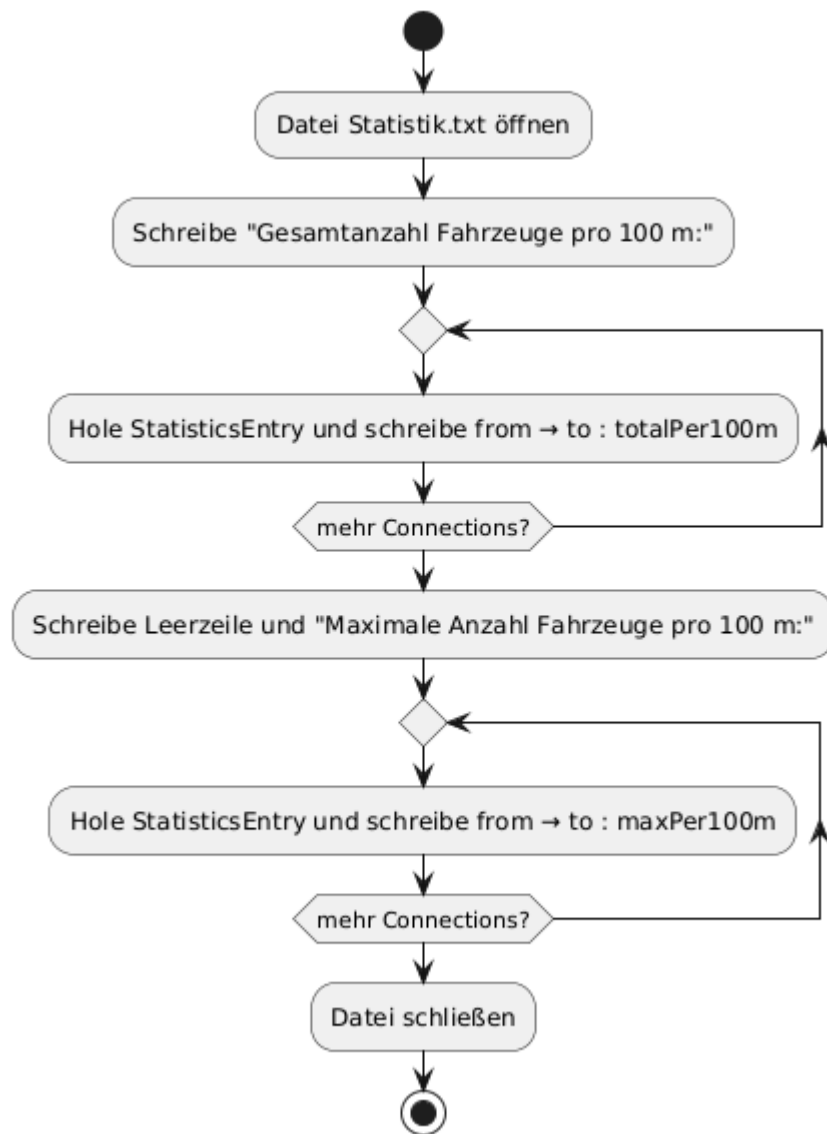 Datei Statistik.txt öffnen
Schreibe "Gesamtanzahl Fahrzeuge pro 100 m:"
Hole StatisticsEntry und schreibe from → to : totalPer100m
mehr Connections?
Schreibe Leerzeile und "Maximale Anzahl Fahrzeuge pro 100 m:"
Hole StatisticsEntry und schreibe from → to : maxPer100m
mehr Connections?
Datei schließen